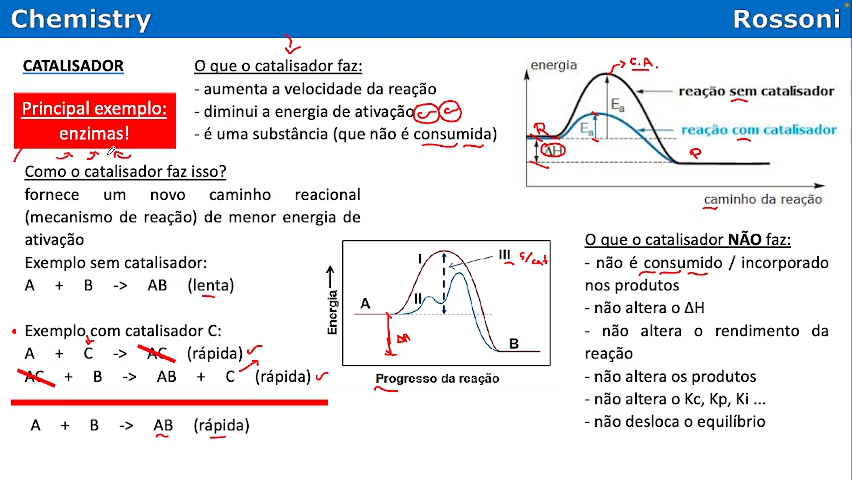 Chemistry
Rossoni
CATALISADOR
Principal exemplo:
enzimas!
O que o catalisador faz:
- aumenta a velocidade da reação
- diminui a energia de ativação
- é uma substância (que não é consumida)
Como o catalisador faz isso?
fornece um novo caminho reacional
(mecanismo de reação) de menor energia de
ativação
Exemplo sem catalisador:
A + B -> AB (lenta)
Exemplo com catalisador C:
A + C -> AC (rápida)
AC + B -> AB + C (rápida)
A + B -> AB (rápida)
energia
C.A.
reação sem catalisador
Ea
Ea
reação com catalisador
R
ΔH
P
caminho da reação
Energia
I
III s/cat
II
A
ΔH
B
Progresso da reação
O que o catalisador NÃO faz:
- não é consumido / incorporado
nos produtos
- não altera o ΔH
- não altera o rendimento da
reação
- não altera os produtos
- não altera o Kc, Kp, Ki ...
- não desloca o equilíbrio